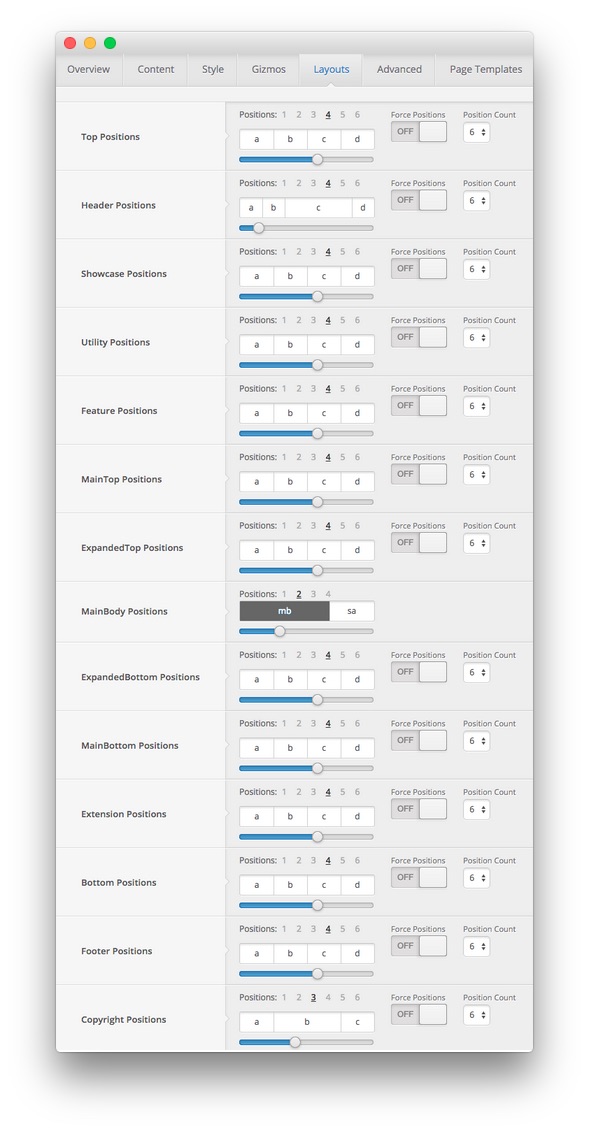 Overview Content Style Gizmos Layouts Advanced Page Templates
Top Positions Positions: 1 2 3 4 5 6 Force Positions Position Count
a b c d OFF 6
Header Positions Positions: 1 2 3 4 5 6 Force Positions Position Count
a b c d OFF 6
Showcase Positions Positions: 1 2 3 4 5 6 Force Positions Position Count
a b c d OFF 6
Utility Positions Positions: 1 2 3 4 5 6 Force Positions Position Count
a b c d OFF 6
Feature Positions Positions: 1 2 3 4 5 6 Force Positions Position Count
a b c d OFF 6
MainTop Positions Positions: 1 2 3 4 5 6 Force Positions Position Count
a b c d OFF 6
ExpandedTop Positions Positions: 1 2 3 4 5 6 Force Positions Position Count
a b c d OFF 6
MainBody Positions Positions: 1 2 3 4
mb sa
ExpandedBottom Positions Positions: 1 2 3 4 5 6 Force Positions Position Count
a b c d OFF 6
MainBottom Positions Positions: 1 2 3 4 5 6 Force Positions Position Count
a b c d OFF 6
Extension Positions Positions: 1 2 3 4 5 6 Force Positions Position Count
a b c d OFF 6
Bottom Positions Positions: 1 2 3 4 5 6 Force Positions Position Count
a b c d OFF 6
Footer Positions Positions: 1 2 3 4 5 6 Force Positions Position Count
a b c d OFF 6
Copyright Positions Positions: 1 2 3 4 5 6 Force Positions Position Count
a b c OFF 6